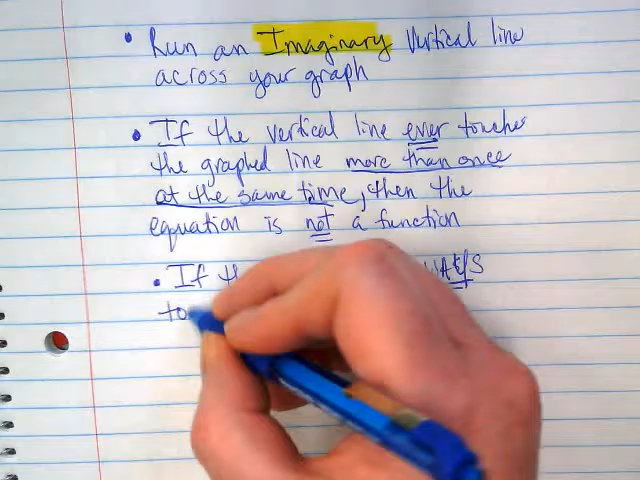 • Run an Imaginary Vertical line
across your graph
• If the vertical line ever touches
the graphed line more than once
at the same time, then the
equation is not a function
• If
to